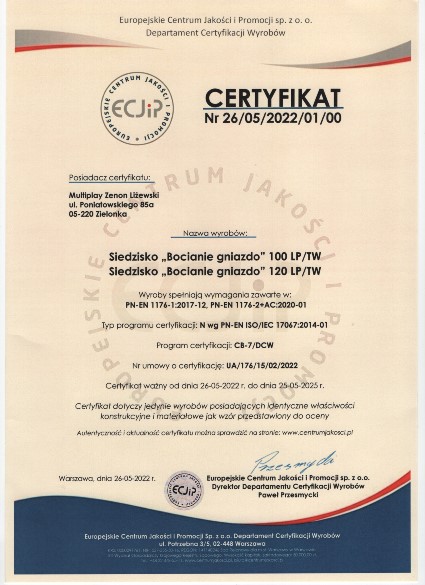 Europejskie Centrum Jakości i Promocji sp. z o. o.
Departament Certyfikacji Wyrobów
EUROPEJSKIE CENTRUM JAKOŚCI I PROMOCJI
ECJiP
CERTYFIKAT
Nr 26/05/2022/01/00
Posiadacz certyfikatu:
Multiplay Zenon Liżewski
ul. Poniatowskiego 85a
05-220 Zielonka
Nazwa wyrobów:
Siedzisko „Bocianie gniazdo” 100 LP/TW
Siedzisko „Bocianie gniazdo” 120 LP/TW
Wyroby spełniają wymagania zawarte w:
PN-EN 1176-1:2017-12, PN-EN 1176-2+AC:2020-01
Typ programu certyfikacji: N wg PN-EN ISO/IEC 17067:2014-01
Program certyfikacji: CB-7/DCW
Nr umowy o certyfikację: UA/176/15/02/2022
Certyfikat ważny od dnia 26-05-2022 r. do dnia 25-05-2025 r.
Certyfikat dotyczy jedynie wyrobów posiadających identyczne właściwości
konstrukcyjne i materiałowe jak wzór przedstawiony do oceny
Autentyczność i aktualność certyfikatu można sprawdzić na stronie: www.centrumjakosci.pl
Przesmycki
Warszawa, dnia 26-05-2022 r.
ECJiP
Europejskie Centrum Jakości i Promocji sp. z o. o.
Dyrektor Departamentu Certyfikacji Wyrobów
Paweł Przesmycki
Europejskie Centrum Jakości i Promocji Sp. z o.o. Departament Certyfikacji Wyrobów
ul. Potrzebna 3/5, 02-448 Warszawa